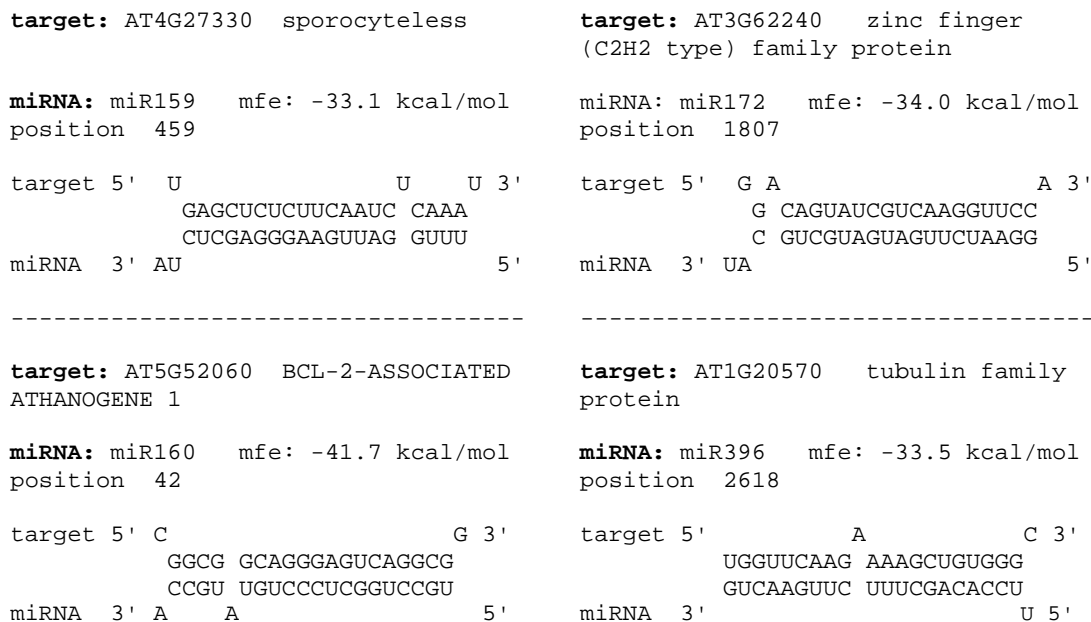 target: AT4G27330  sporocyteless
miRNA: miR159   mfe: -33.1 kcal/mol
position  459
target 5'  U               U    U 3'
            GAGCUCUCUUCAAUC CAAA
            CUCGAGGGAAGUUAG GUUU
miRNA  3' AU                      5'
------------------------------------
target: AT3G62240   zinc finger
(C2H2 type) family protein
miRNA: miR172   mfe: -34.0 kcal/mol
position  1807
target 5'  G A                  A 3'
            G CAGUAUCGUCAAGGUUCC
            C GUCGUAGUAGUUCUAAGG
miRNA  3' UA                      5'
------------------------------------
target: AT5G52060  BCL-2-ASSOCIATED
ATHANOGENE 1
miRNA: miR160   mfe: -41.7 kcal/mol
position  42
target 5' C                    G 3'
           GGCG GCAGGGAGUCAGGCG
           CCGU UGUCCCUCGGUCCGU
miRNA  3' A    A                 5'
target: AT1G20570   tubulin family
protein
miRNA: miR396   mfe: -33.5 kcal/mol
position  2618
target 5'          A           C 3'
          UGGUUCAAG AAAGCUGUGGG
          GUCAAGUUC UUUCGACACCU
miRNA  3'                      U 5'